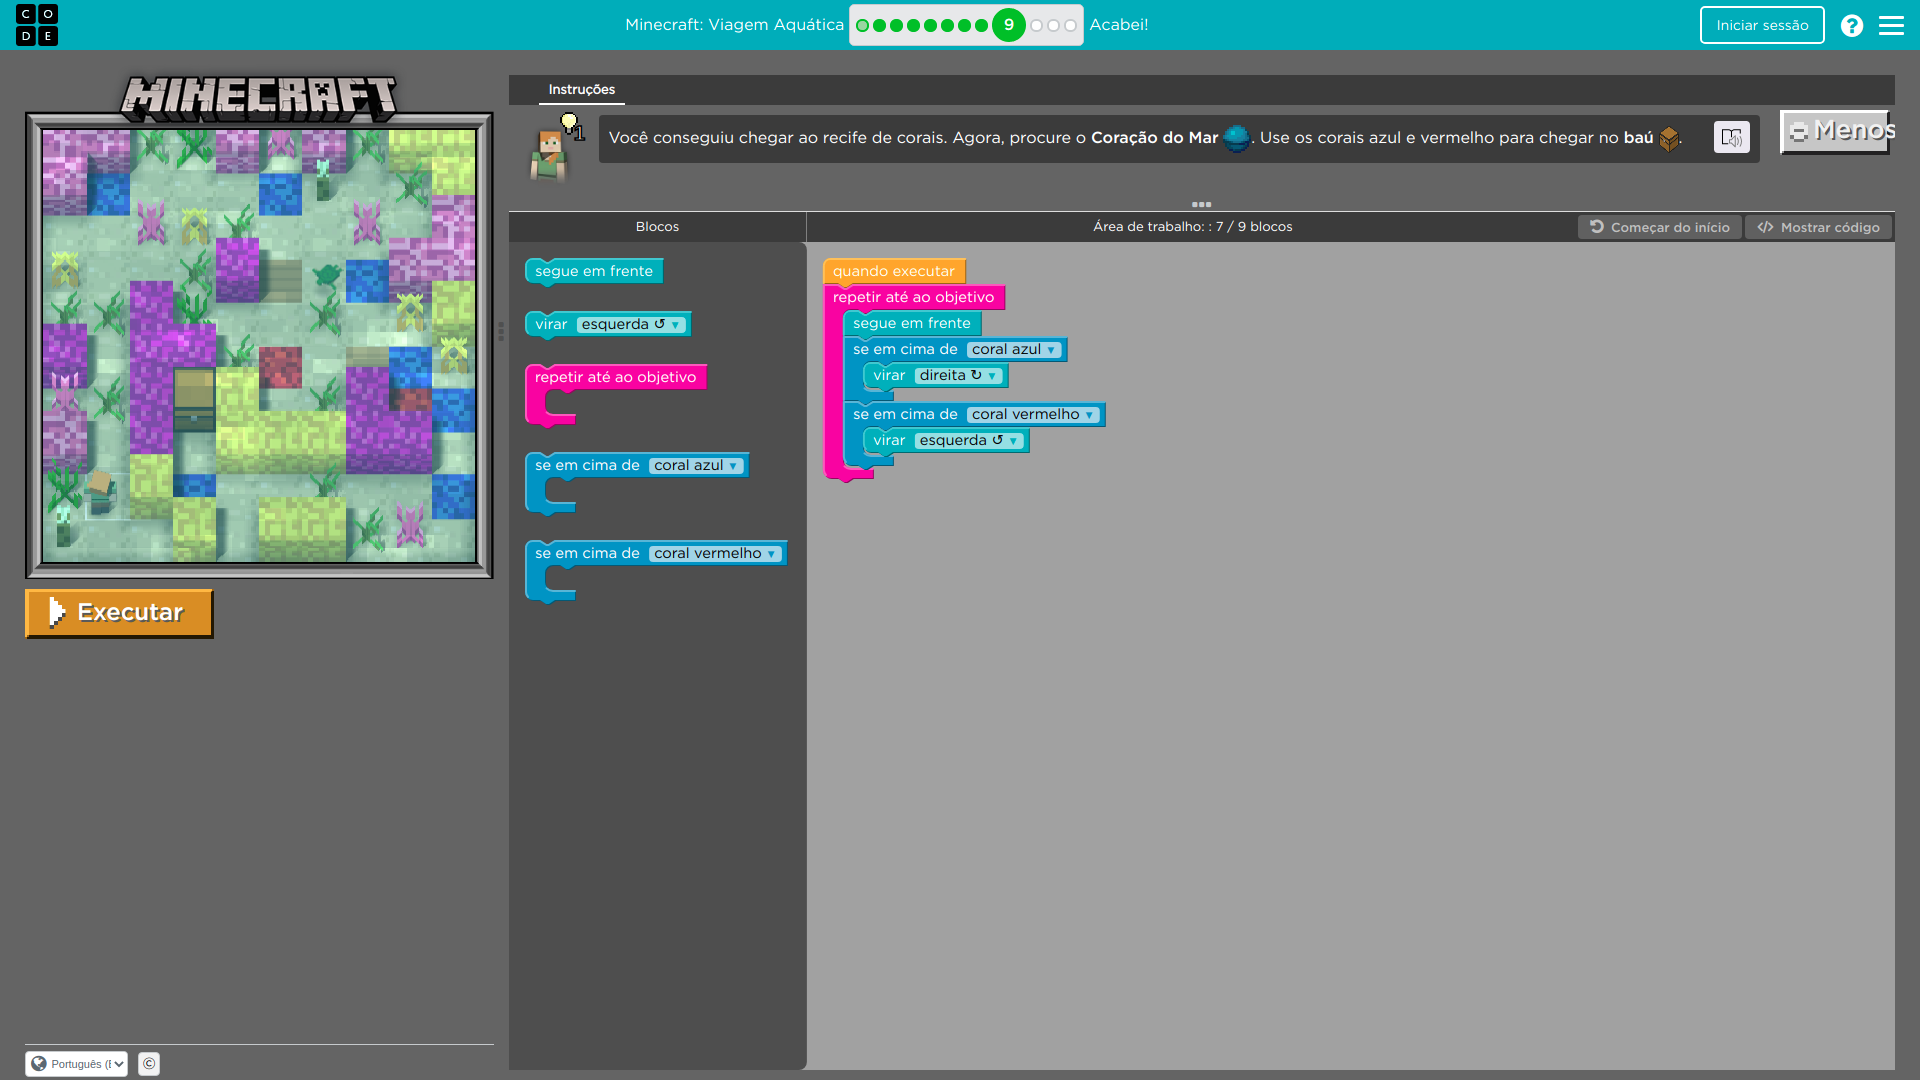 C O
D E
Minecraft: Viagem Aquática 9 Acabei!
Iniciar sessão
?
MINECRAFT
Instruções
1
Você conseguiu chegar ao recife de corais. Agora, procure o Coração do Mar . Use os corais azul e vermelho para chegar no baú .
Menos
Blocos
Área de trabalho: : 7 / 9 blocos
Começar do início
</> Mostrar código
segue em frente
virar esquerda ↺ ▾
repetir até ao objetivo
se em cima de coral azul ▾
se em cima de coral vermelho ▾
quando executar
repetir até ao objetivo
segue em frente
se em cima de coral azul ▾
virar direita ↻ ▾
se em cima de coral vermelho ▾
virar esquerda ↺ ▾
Executar
Português (E
©